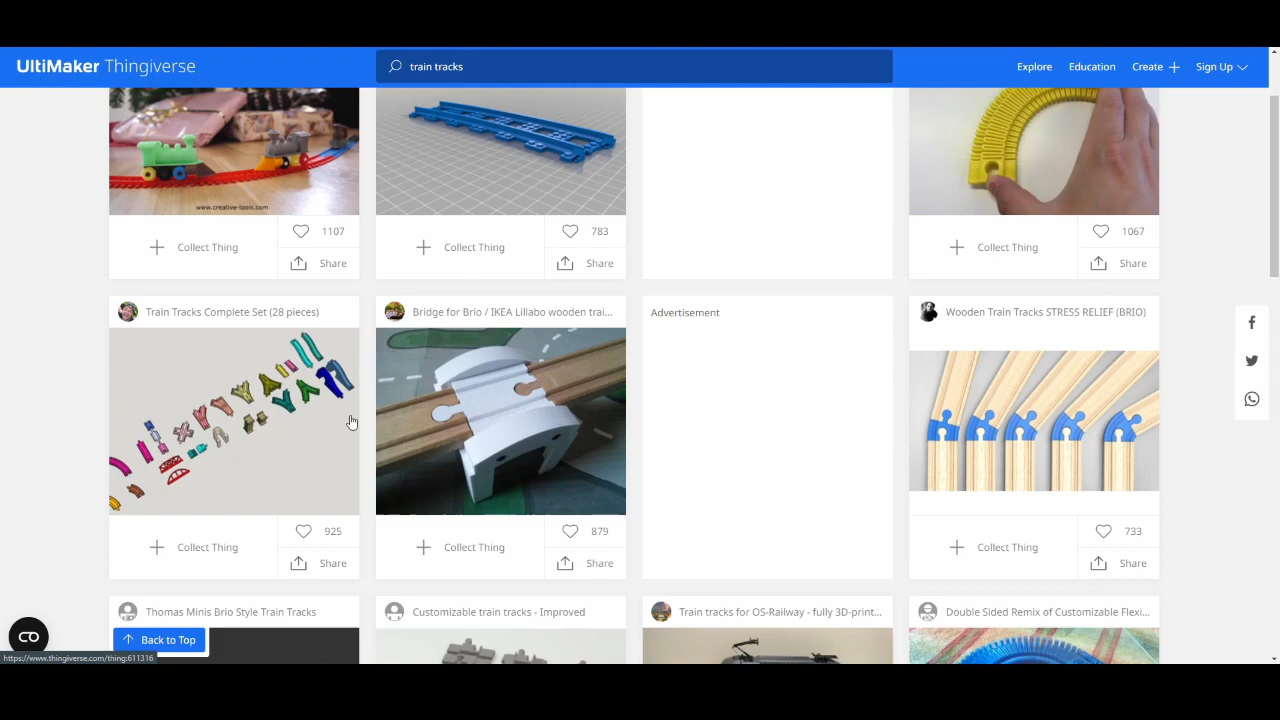 UltiMaker Thingiverse
train tracks
Explore
Education
Create
Sign Up
www.creative-tools.com
Collect Thing
1107
Share
Collect Thing
783
Share
Collect Thing
1067
Share
Train Tracks Complete Set (28 pieces)
Bridge for Brio / IKEA Lillabo wooden trai...
Advertisement
Wooden Train Tracks STRESS RELIEF (BRIO)
Collect Thing
925
Share
Collect Thing
879
Share
Collect Thing
733
Share
Thomas Minis Brio Style Train Tracks
Customizable train tracks - Improved
Train tracks for OS-Railway - fully 3D-print...
Double Sided Remix of Customizable Flexi...
Back to Top
https://www.thingiverse.com/thing:611316